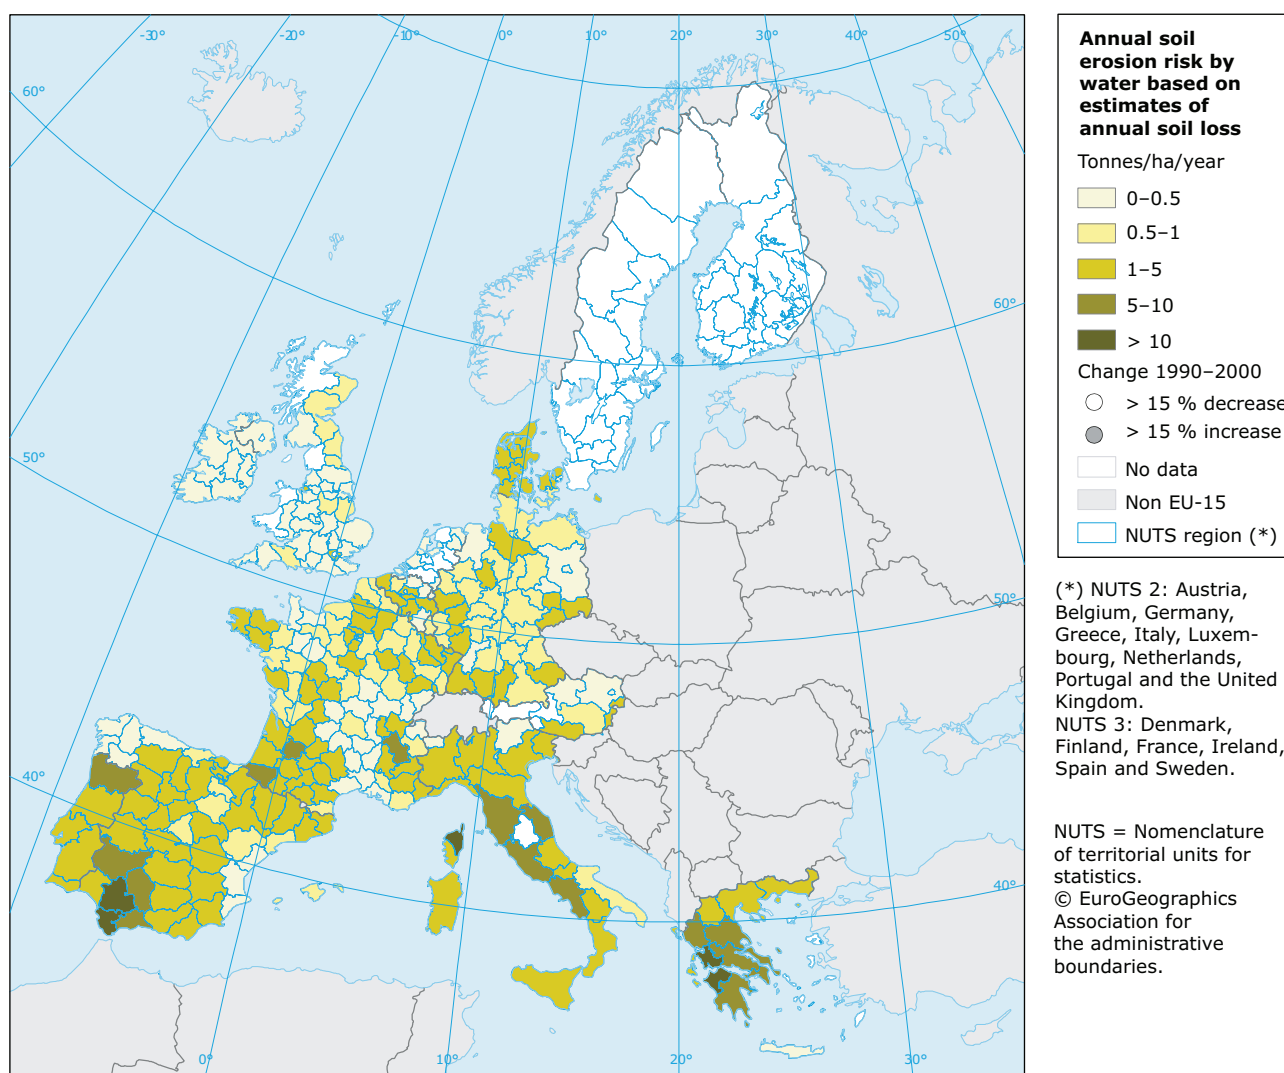 -30°
-20°
-10°
0°
10°
20°
30°
40°
50°
60°
60°
50°
50°
40°
40°
0°
10°
20°
30°
Annual soil
erosion risk by
water based on
estimates of
annual soil loss
Tonnes/ha/year
0–0.5
0.5–1
1–5
5–10
> 10
Change 1990–2000
> 15 % decrease
> 15 % increase
No data
Non EU-15
NUTS region (*)
(*) NUTS 2: Austria,
Belgium, Germany,
Greece, Italy, Luxem-
bourg, Netherlands,
Portugal and the United
Kingdom.
NUTS 3: Denmark,
Finland, France, Ireland,
Spain and Sweden.
NUTS = Nomenclature
of territorial units for
statistics.
© EuroGeographics
Association for
the administrative
boundaries.